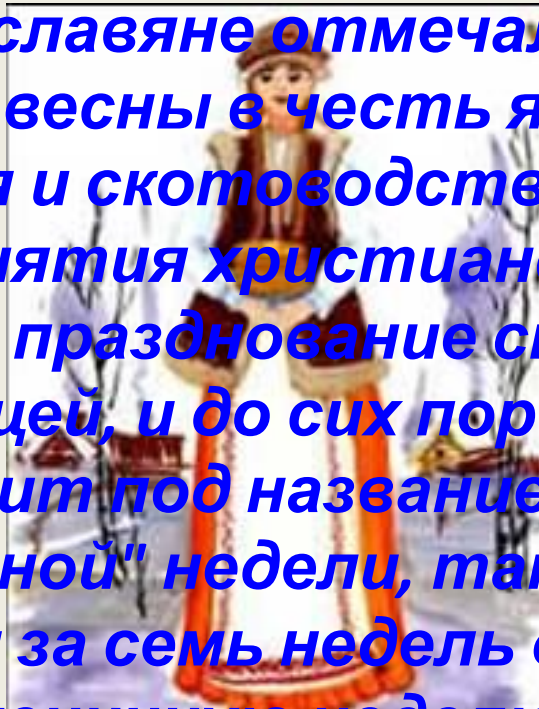 славяне отмечал
весны в честь я
я и скотоводств
нятия христиан
празднование с
цей, и до сих пор
ит под название
ной" недели, та
за семь недель